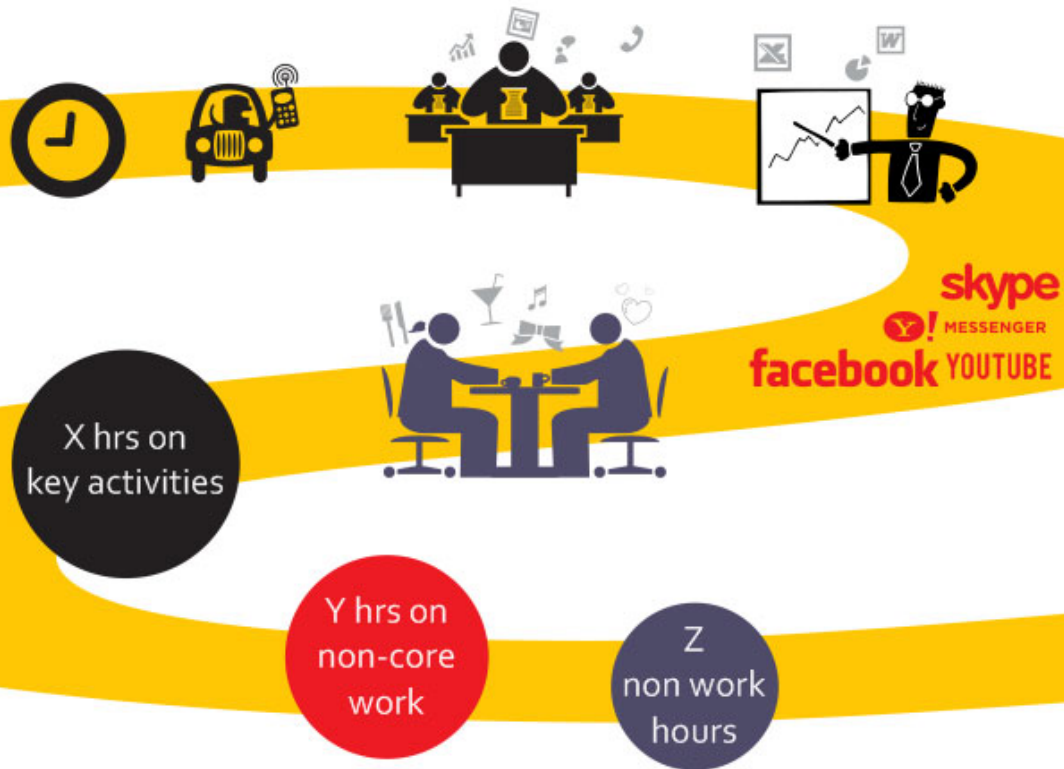 X
W
skype
Y! MESSENGER
facebook YOUTUBE
X hrs on
key activities
Y hrs on
non-core
work
Z
non work
hours